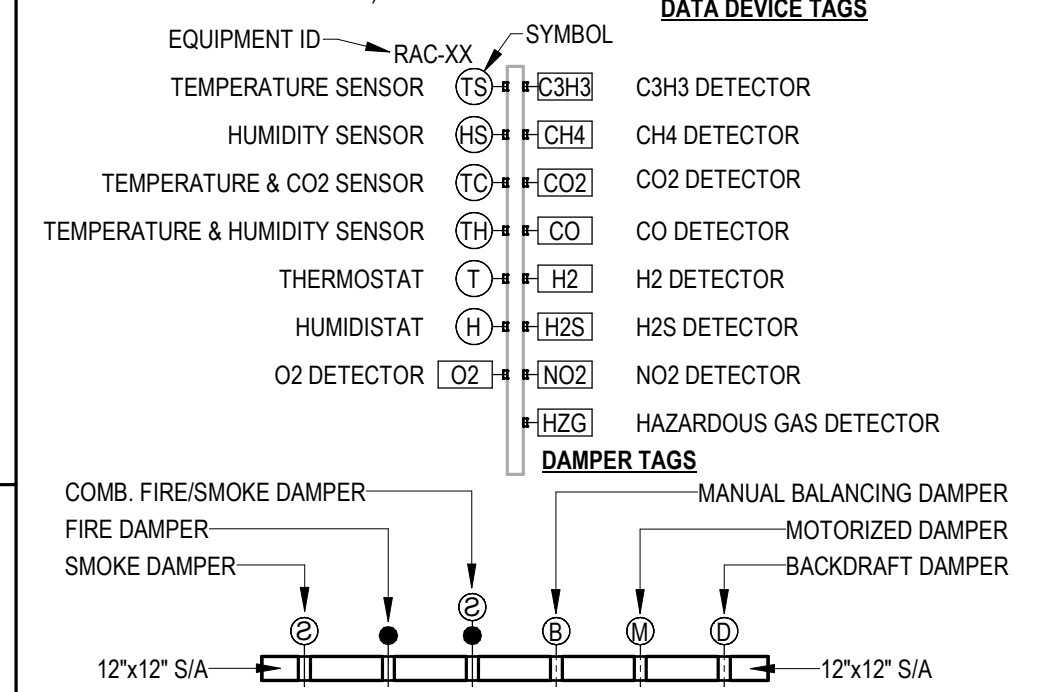 DATA DEVICE TAGS
EQUIPMENT ID
RAC-XX
SYMBOL
TEMPERATURE SENSOR TS C3H3 C3H3 DETECTOR
HUMIDITY SENSOR HS CH4 CH4 DETECTOR
TEMPERATURE & CO2 SENSOR TC CO2 CO2 DETECTOR
TEMPERATURE & HUMIDITY SENSOR TH CO CO DETECTOR
THERMOSTAT T H2 H2 DETECTOR
HUMIDISTAT H H2S H2S DETECTOR
O2 DETECTOR O2 NO2 NO2 DETECTOR
HZG HAZARDOUS GAS DETECTOR
DAMPER TAGS
COMB. FIRE/SMOKE DAMPER MANUAL BALANCING DAMPER
FIRE DAMPER MOTORIZED DAMPER
SMOKE DAMPER BACKDRAFT DAMPER
S
S B M D
12"x12" S/A 12"x12" S/A